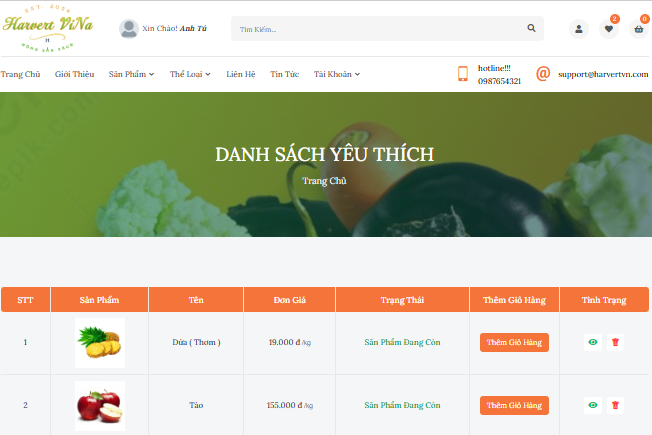 EST. 2024
Harvert ViNa
H
NÔNG SẢN SẠCH
Xin Chào! Anh Tú
Tìm Kiếm...
2
0
Trang Chủ Giới Thiệu Sản Phẩm Thể Loại Liên Hệ Tin Tức Tài Khoản
hotline!!!
0987654321
@ support@harvertvn.com
DANH SÁCH YÊU THÍCH
Trang Chủ
STT Sản Phẩm Tên Đơn Giá Trạng Thái Thêm Giỏ Hàng Tình Trạng
1 Dứa ( Thơm ) 19.000 đ /kg Sản Phẩm Đang Còn Thêm Giỏ Hàng
2 Táo 155.000 đ /kg Sản Phẩm Đang Còn Thêm Giỏ Hàng